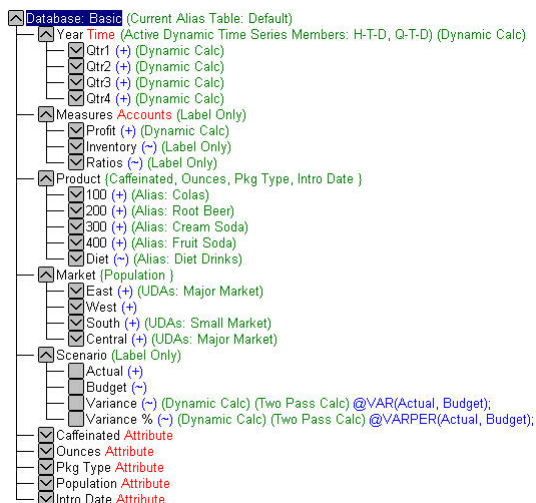 Database: Basic (Current Alias Table: Default)
Year Time (Active Dynamic Time Series Members: H-T-D, Q-T-D) (Dynamic Calc)
Qtr1 (+) (Dynamic Calc)
Qtr2 (+) (Dynamic Calc)
Qtr3 (+) (Dynamic Calc)
Qtr4 (+) (Dynamic Calc)
Measures Accounts (Label Only)
Profit (+) (Dynamic Calc)
Inventory (~) (Label Only)
Ratios (~) (Label Only)
Product {Caffeinated, Ounces, Pkg Type, Intro Date }
100 (+) (Alias: Colas)
200 (+) (Alias: Root Beer)
300 (+) (Alias: Cream Soda)
400 (+) (Alias: Fruit Soda)
Diet (~) (Alias: Diet Drinks)
Market {Population }
East (+) (UDAs: Major Market)
West (+)
South (+) (UDAs: Small Market)
Central (+) (UDAs: Major Market)
Scenario (Label Only)
Actual (+)
Budget (~)
Variance (~) (Dynamic Calc) (Two Pass Calc) @VAR(Actual, Budget);
Variance % (~) (Dynamic Calc) (Two Pass Calc) @VARPER(Actual, Budget);
Caffeinated Attribute
Ounces Attribute
Pkg Type Attribute
Population Attribute
Intro Date Attribute